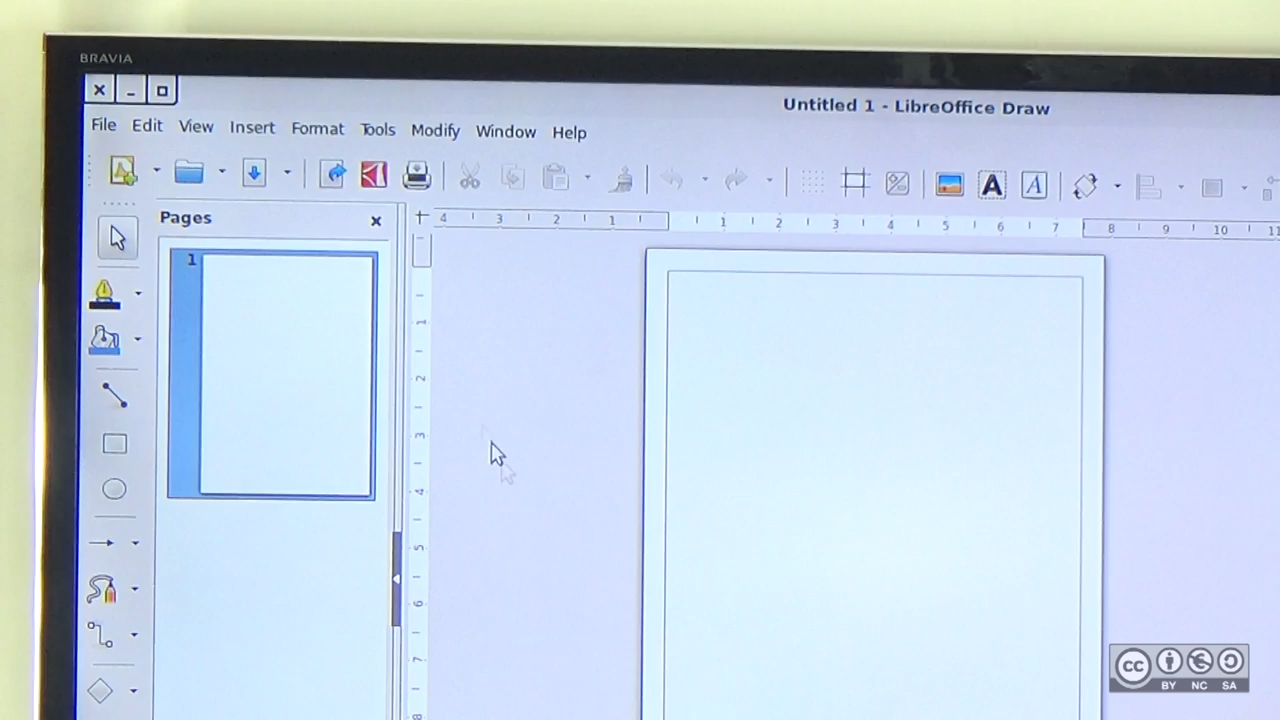 BRAVIA
Untitled 1 - LibreOffice Draw
File Edit View Insert Format Tools Modify Window Help
A A
Pages
4 3 2 1 1 2 3 4 5 6 7 8 9 10 11
1
1
2
3
4
5
6
7
8
cc
BY NC SA